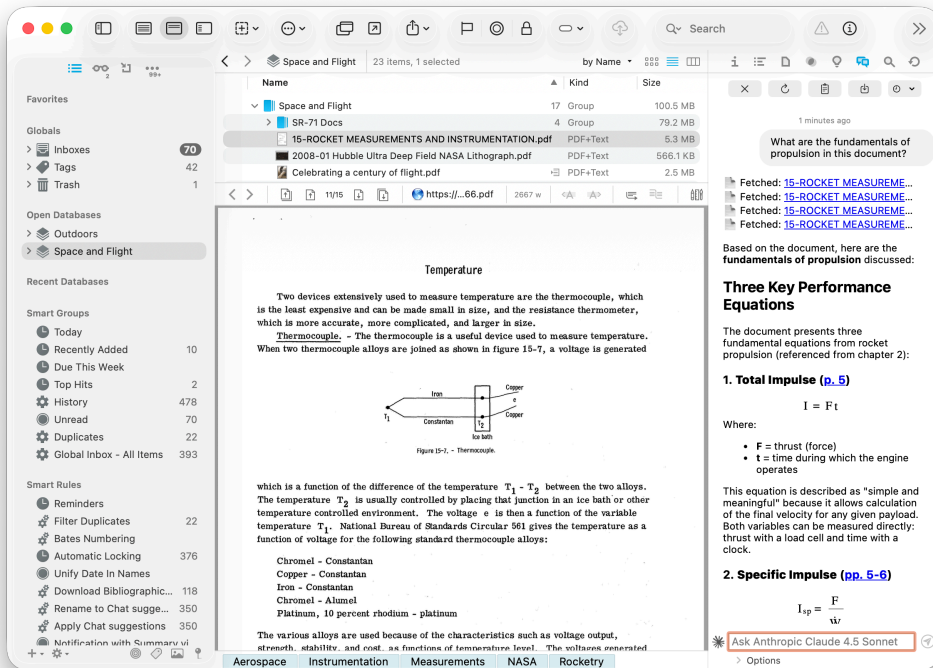 Search
2
99+
Favorites
Globals
Inboxes 70
Tags 42
Trash 1
Open Databases
Outdoors
Space and Flight
Recent Databases
Smart Groups
Today
Recently Added 10
Due This Week
Top Hits 2
History 478
Unread 70
Duplicates 22
Global Inbox - All Items 393
Smart Rules
Reminders
Filter Duplicates 22
Bates Numbering
Automatic Locking 376
Unify Date In Names
Download Bibliographic... 118
Rename to Chat sugge... 350
Apply Chat suggestions 350
Notification with Summary vi
Space and Flight 23 items, 1 selected by Name
Name Kind Size
Space and Flight 17 Group 100.5 MB
SR-71 Docs 4 Group 79.2 MB
15-ROCKET MEASUREMENTS AND INSTRUMENTATION.pdf PDF+Text 5.3 MB
2008-01 Hubble Ultra Deep Field NASA Lithograph.pdf PDF+Text 566.1 KB
Celebrating a century of flight.pdf PDF+Text 2.5 MB
11/15 https://...66.pdf 2667 w
Temperature
Two devices extensively used to measure temperature are the thermocouple, which
is the least expensive and can be made small in size, and the resistance thermometer,
which is more accurate, more complicated, and larger in size.
Thermocouple. - The thermocouple is a useful device used to measure temperature.
When two thermocouple alloys are joined as shown in figure 15-7, a voltage is generated
Iron
Copper
T1
e
Constantan
T2
Copper
Ice bath
Figure 15-7. - Thermocouple.
which is a function of the difference of the temperature T1 - T2 between the two alloys.
The temperature T2 is usually controlled by placing that junction in an ice bath or other
temperature controlled environment. The voltage e is then a function of the variable
temperature T1. National Bureau of Standards Circular 561 gives the temperature as a
function of voltage for the following standard thermocouple alloys:
Chromel - Constantan
Copper - Constantan
Iron - Constantan
Chromel - Alumel
Platinum, 10 percent rhodium - platinum
The various alloys are used because of the characteristics such as voltage output,
strength, stability, and cost, as functions of temperature level. The voltages generated
Aerospace Instrumentation Measurements NASA Rocketry
1 minutes ago
What are the fundamentals of
propulsion in this document?
Fetched: 15-ROCKET MEASUREME...
Fetched: 15-ROCKET MEASUREME...
Fetched: 15-ROCKET MEASUREME...
Fetched: 15-ROCKET MEASUREME...
Based on the document, here are the
fundamentals of propulsion discussed:
Three Key Performance
Equations
The document presents three
fundamental equations from rocket
propulsion (referenced from chapter 2):
1. Total Impulse (p. 5)
I = Ft
Where:
• F = thrust (force)
• t = time during which the engine
operates
This equation is described as "simple and
meaningful" because it allows calculation
of the final velocity for any given payload.
Both variables can be measured directly:
thrust with a load cell and time with a
clock.
2. Specific Impulse (pp. 5-6)
Isp = F
ẇ
Ask Anthropic Claude 4.5 Sonnet
Options